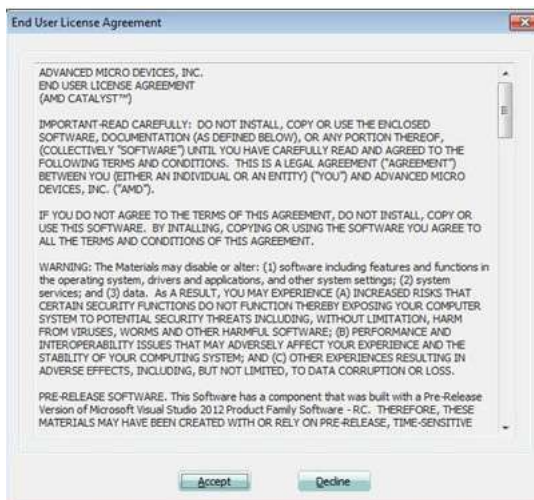 End User License Agreement
ADVANCED MICRO DEVICES, INC.
END USER LICENSE AGREEMENT
(AMD CATALYST™)
IMPORTANT-READ CAREFULLY: DO NOT INSTALL, COPY OR USE THE ENCLOSED
SOFTWARE, DOCUMENTATION (AS DEFINED BELOW), OR ANY PORTION THEREOF,
(COLLECTIVELY "SOFTWARE") UNTIL YOU HAVE CAREFULLY READ AND AGREED TO THE
FOLLOWING TERMS AND CONDITIONS. THIS IS A LEGAL AGREEMENT ("AGREEMENT")
BETWEEN YOU (EITHER AN INDIVIDUAL OR AN ENTITY) ("YOU") AND ADVANCED MICRO
DEVICES, INC. ("AMD").
IF YOU DO NOT AGREE TO THE TERMS OF THIS AGREEMENT, DO NOT INSTALL, COPY OR
USE THIS SOFTWARE. BY INTALLING, COPYING OR USING THE SOFTWARE YOU AGREE TO
ALL THE TERMS AND CONDITIONS OF THIS AGREEMENT.
WARNING: The Materials may disable or alter: (1) software including features and functions in
the operating system, drivers and applications, and other system settings; (2) system
services; and (3) data. AS A RESULT, YOU MAY EXPERIENCE (A) INCREASED RISKS THAT
CERTAIN SECURITY FUNCTIONS DO NOT FUNCTION THEREBY EXPOSING YOUR COMPUTER
SYSTEM TO POTENTIAL SECURITY THREATS INCLUDING, WITHOUT LIMITATION, HARM
FROM VIRUSES, WORMS AND OTHER HARMFUL SOFTWARE; (B) PERFORMANCE AND
INTEROPERABILITY ISSUES THAT MAY ADVERSELY AFFECT YOUR EXPERIENCE AND THE
STABILITY OF YOUR COMPUTING SYSTEM; AND (C) OTHER EXPERIENCES RESULTING IN
ADVERSE EFFECTS, INCLUDING, BUT NOT LIMITED, TO DATA CORRUPTION OR LOSS.
PRE-RELEASE SOFTWARE. This Software has a component that was built with a Pre-Release
Version of Microsoft Visual Studio 2012 Product Family Software - RC. THEREFORE, THESE
MATERIALS MAY HAVE BEEN CREATED WITH OR RELY ON PRE-RELEASE, TIME-SENSITIVE
Accept
Decline